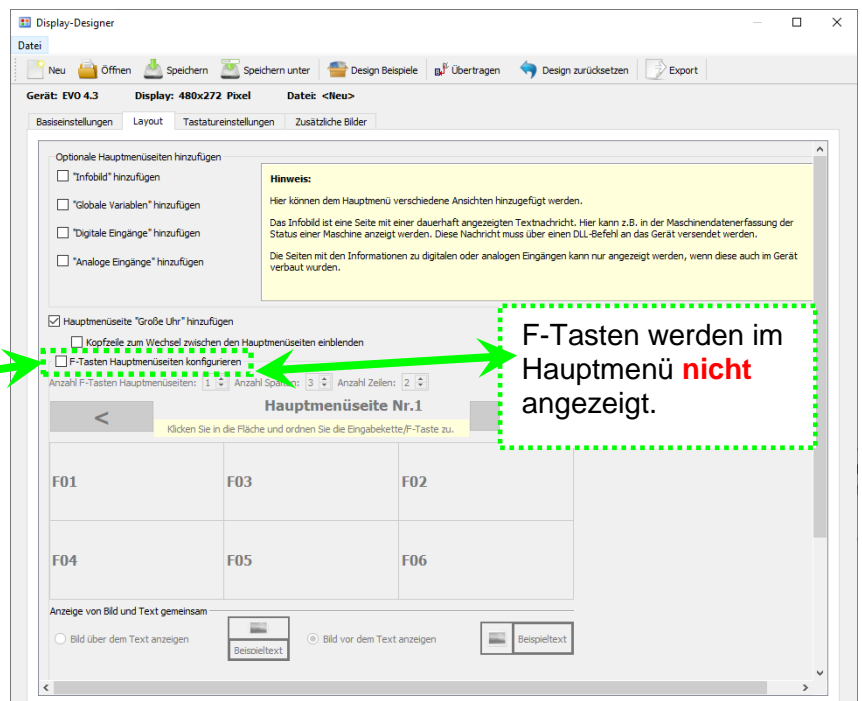 Display-Designer
Datei
Neu Öffnen Speichern Speichern unter Design Beispiele Übertragen Design zurücksetzen Export
Gerät: EVO 4.3 Display: 480x272 Pixel Datei: <Neu>
Basiseinstellungen Layout Tastatureinstellungen Zusätzliche Bilder
Optionale Hauptmenüseiten hinzufügen
"Infobild" hinzufügen
"Globale Variablen" hinzufügen
"Digitale Eingänge" hinzufügen
"Analoge Eingänge" hinzufügen
Hinweis:
Hier können dem Hauptmenü verschiedene Ansichten hinzugefügt werden.
Das Infobild ist eine Seite mit einer dauerhaft angezeigten Textnachricht. Hier kann z.B. in der Maschinendatenerfassung der
Status einer Maschine anzeigt werden. Diese Nachricht muss über einen DLL-Befehl an das Gerät versendet werden.
Die Seiten mit den Informationen zu digitalen oder analogen Eingängen kann nur angezeigt werden, wenn diese auch im Gerät
verbaut wurden.
Hauptmenüseite "Große Uhr" hinzufügen
Kopfzeile zum Wechsel zwischen den Hauptmenüseiten einblenden
F-Tasten Hauptmenüseiten konfigurieren
F-Tasten werden im
Hauptmenü nicht
angezeigt.
Anzahl F-Tasten Hauptmenüseiten: 1 Anzahl Spalten: 3 Anzahl Zeilen: 2
< Hauptmenüseite Nr.1
Klicken Sie in die Fläche und ordnen Sie die Eingabekette/F-Taste zu.
F01 F03 F02
F04 F05 F06
Anzeige von Bild und Text gemeinsam
Bild über dem Text anzeigen Beispieltext Bild vor dem Text anzeigen Beispieltext